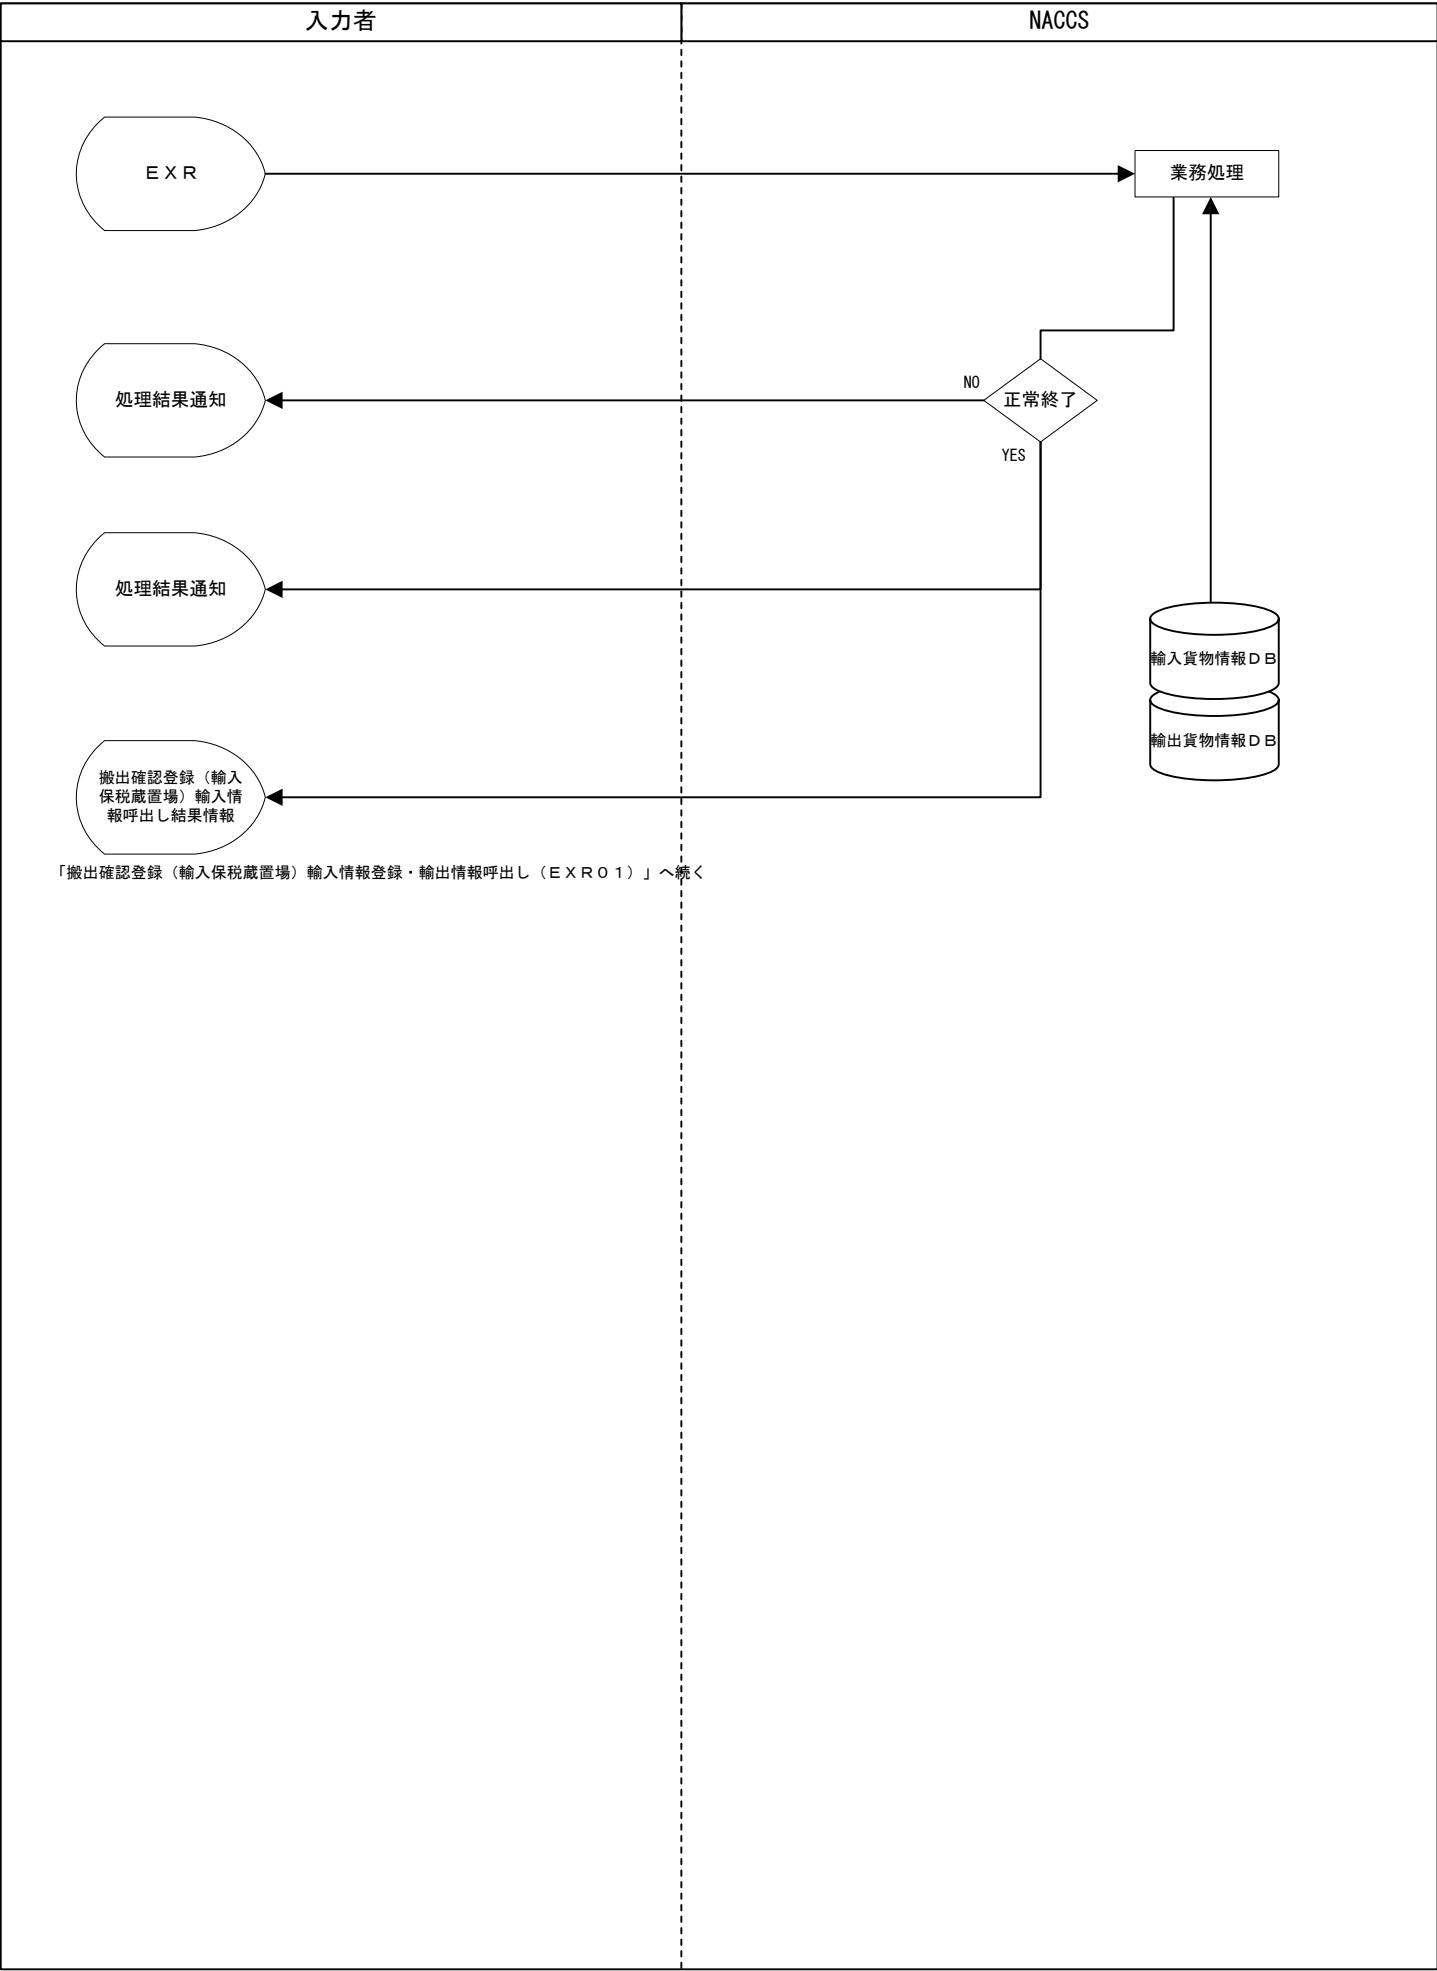 入力者
NACCS
ＥＸＲ
業務処理
処理結果通知
NO
正常終了
YES
処理結果通知
輸入貨物情報ＤＢ
輸出貨物情報ＤＢ
搬出確認登録（輸入
保税蔵置場）輸入情
報呼出し結果情報
「搬出確認登録（輸入保税蔵置場）輸入情報登録・輸出情報呼出し（ＥＸＲ０１）」へ続く